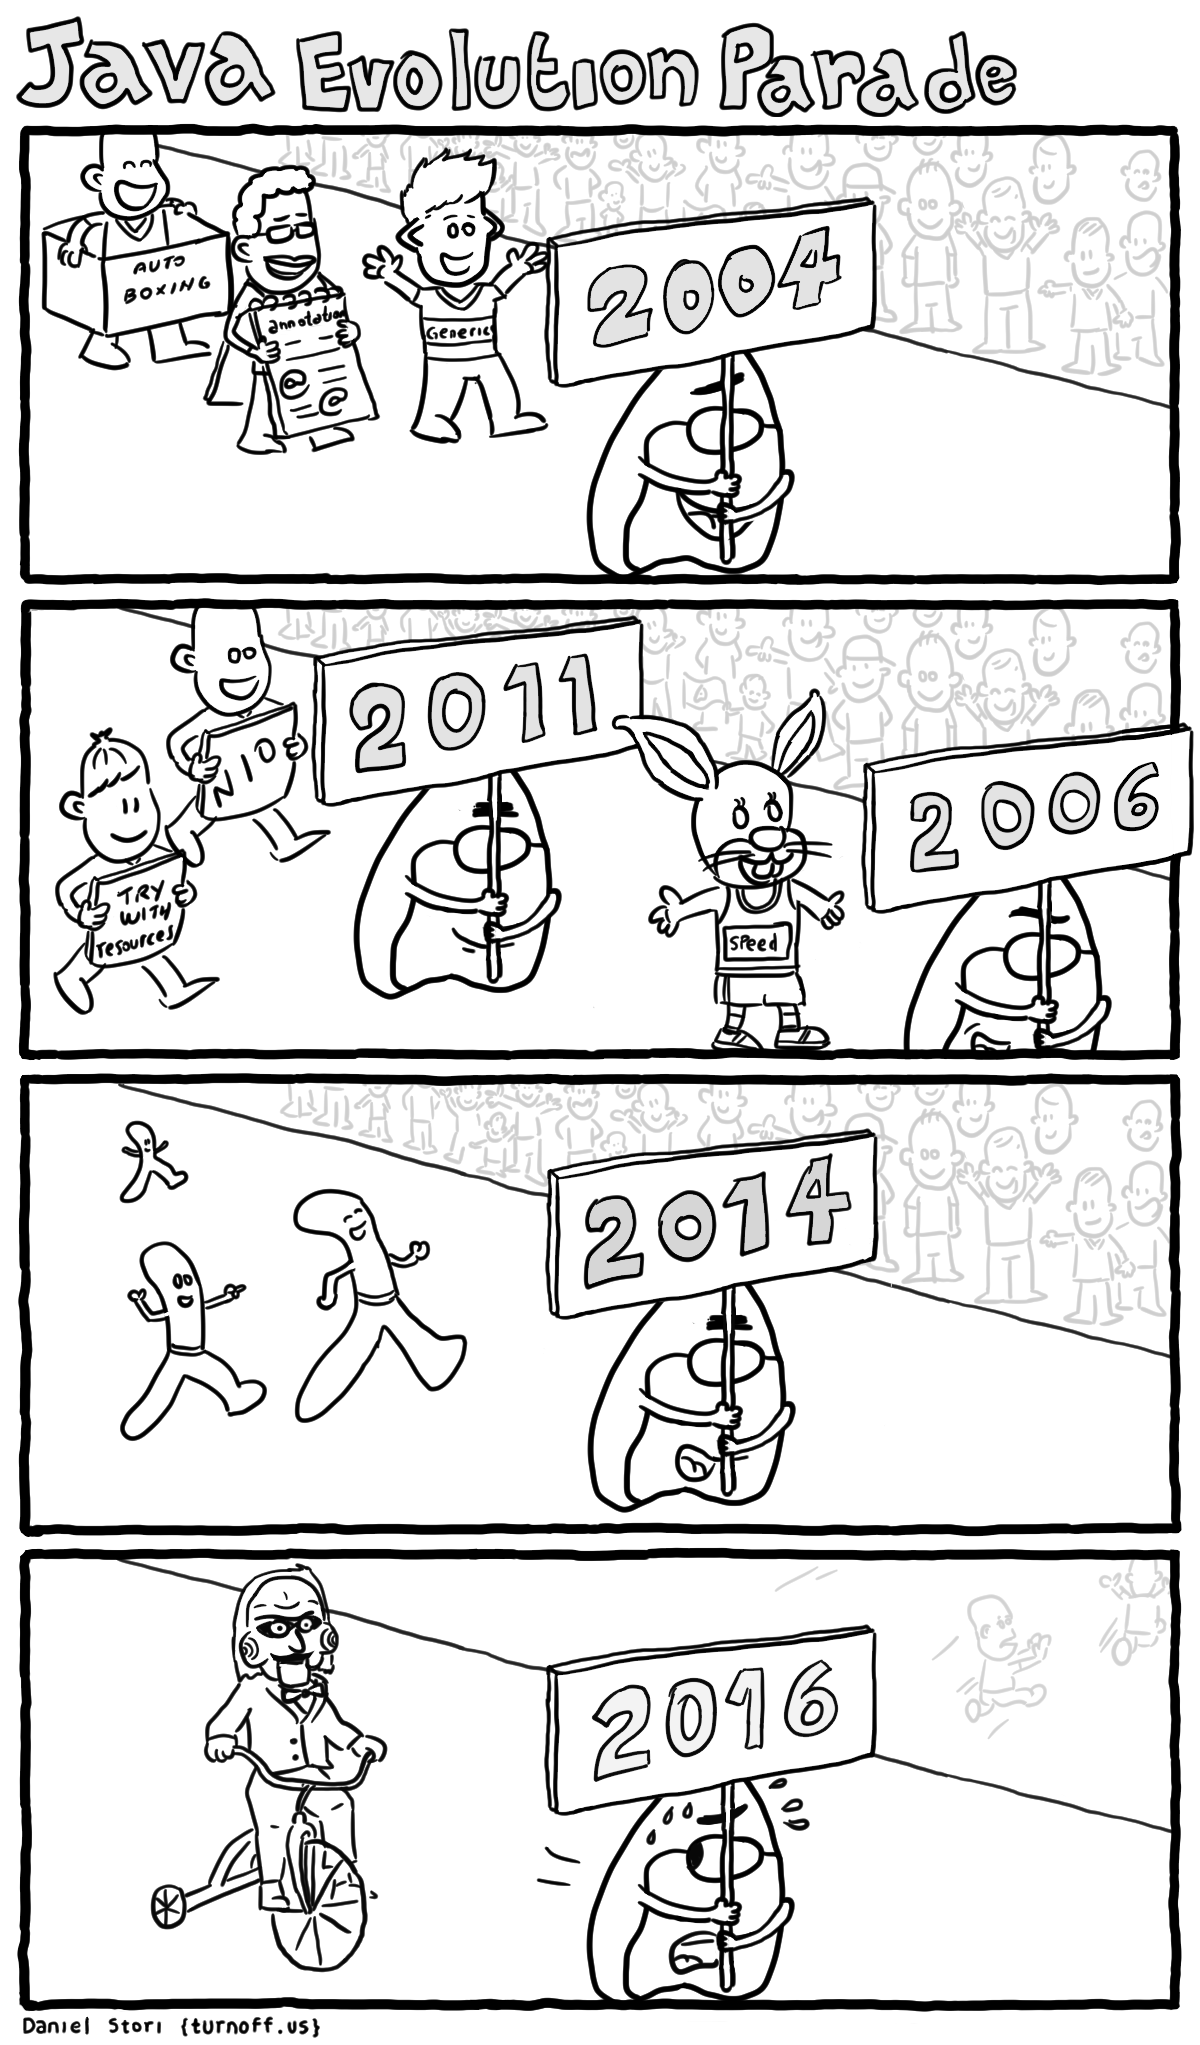 Java Evolution Parade
AUTO
BOXING
annotation
@
@
Generics
2004
NIO
TRY
WITH
resources
2011
SPEED
2006
2014
2016
Daniel Stori {turnoff.us}